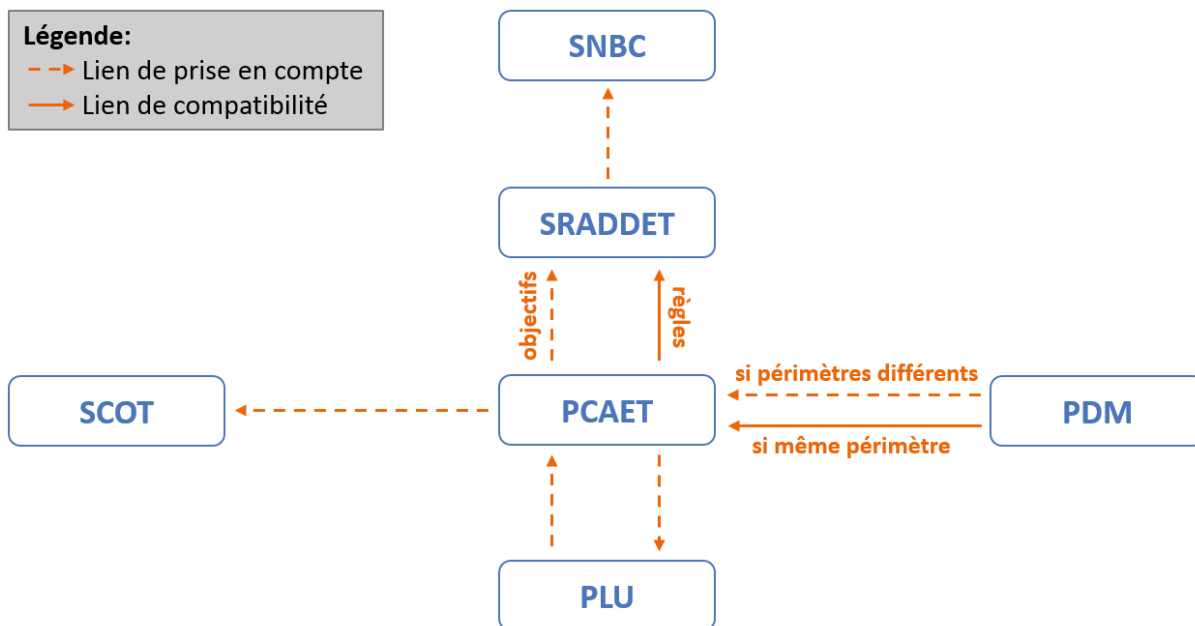 Légende:
Lien de prise en compte
Lien de compatibilité
SNBC
SRADDET
objectifs
règles
si périmètres différents
SCOT
PCAET
PDM
si même périmètre
PLU